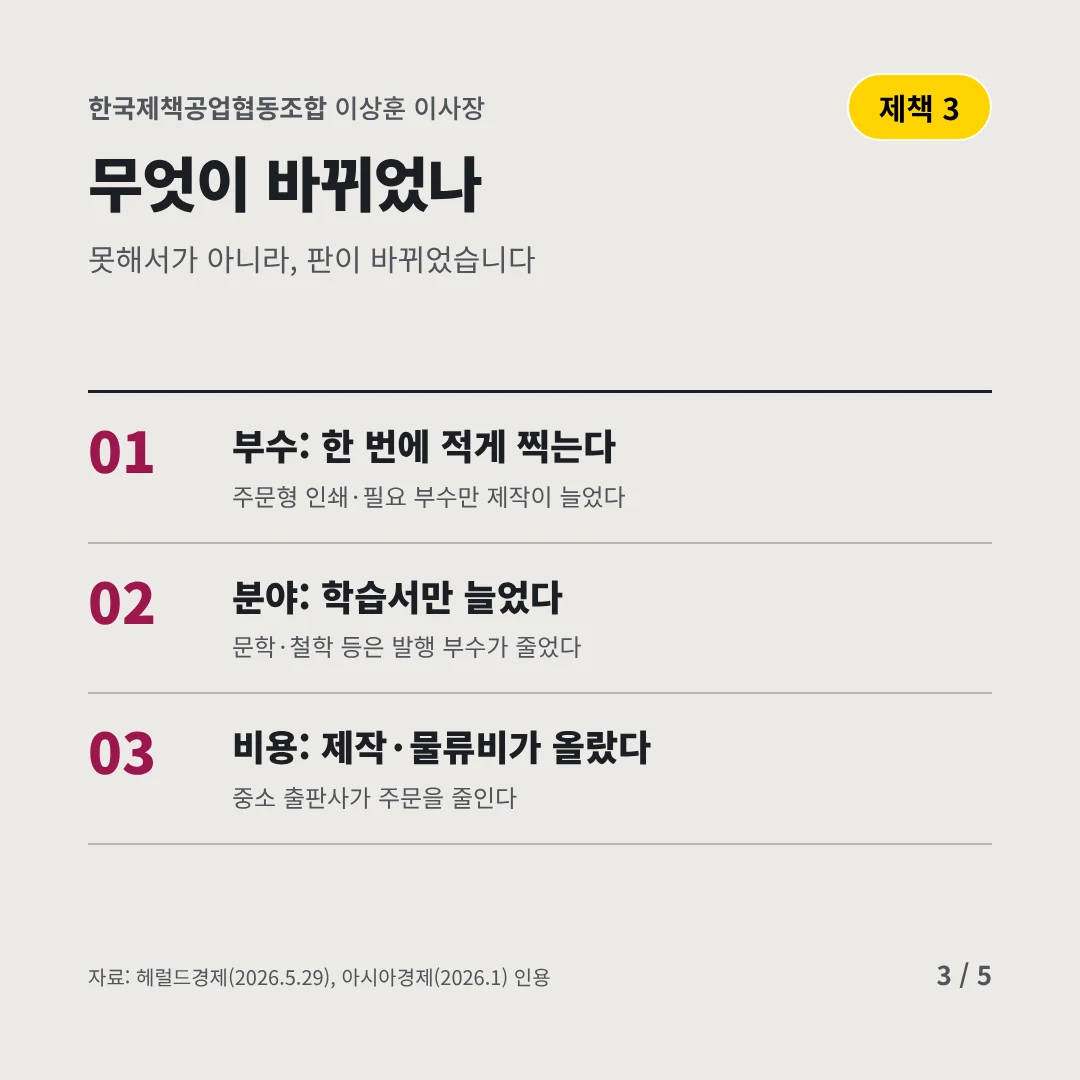 한국제책공업협동조합 이상훈 이사장
제책 3
무엇이 바뀌었나
못해서가 아니라, 판이 바뀌었습니다
01
부수: 한 번에 적게 찍는다
주문형 인쇄·필요 부수만 제작이 늘었다
02
분야: 학습서만 늘었다
문학·철학 등은 발행 부수가 줄었다
03
비용: 제작·물류비가 올랐다
중소 출판사가 주문을 줄인다
자료: 헤럴드경제(2026.5.29), 아시아경제(2026.1) 인용
3 / 5